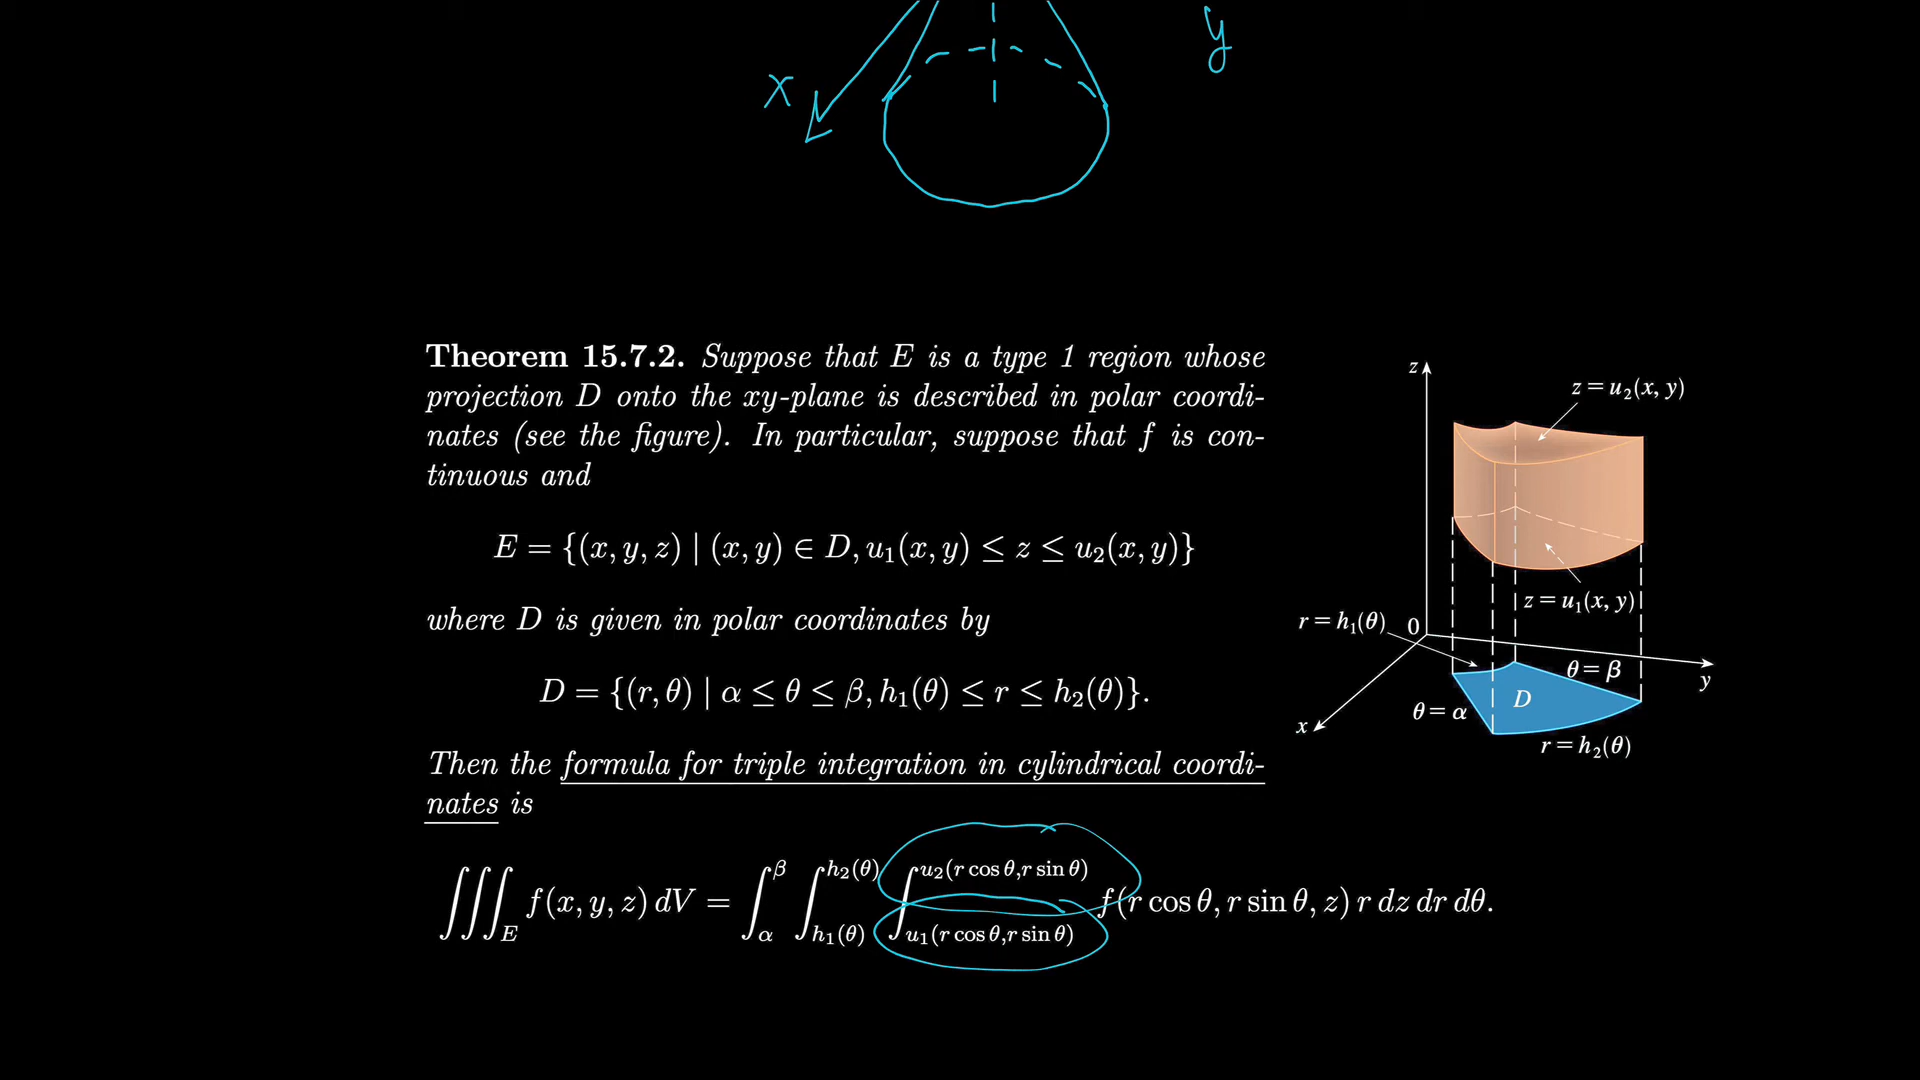 y
x
Theorem 15.7.2. Suppose that E is a type 1 region whose
projection D onto the xy-plane is described in polar coordi-
nates (see the figure). In particular, suppose that f is con-
tinuous and
E = {(x, y, z) | (x, y) ∈ D, u₁(x, y) ≤ z ≤ u₂(x, y)}
where D is given in polar coordinates by
D = {(r, θ) | α ≤ θ ≤ β, h₁(θ) ≤ r ≤ h₂(θ)}.
Then the formula for triple integration in cylindrical coordi-
nates is
∭_E f(x, y, z) dV = ∫_α^β ∫_{h₁(θ)}^{h₂(θ)} ∫_{u₁(r cos θ, r sin θ)}^{u₂(r cos θ, r sin θ)} f(r cos θ, r sin θ, z) r dz dr dθ.
z
z = u₂(x, y)
z = u₁(x, y)
r = h₁(θ)
0
θ = β
y
D
θ = α
x
r = h₂(θ)